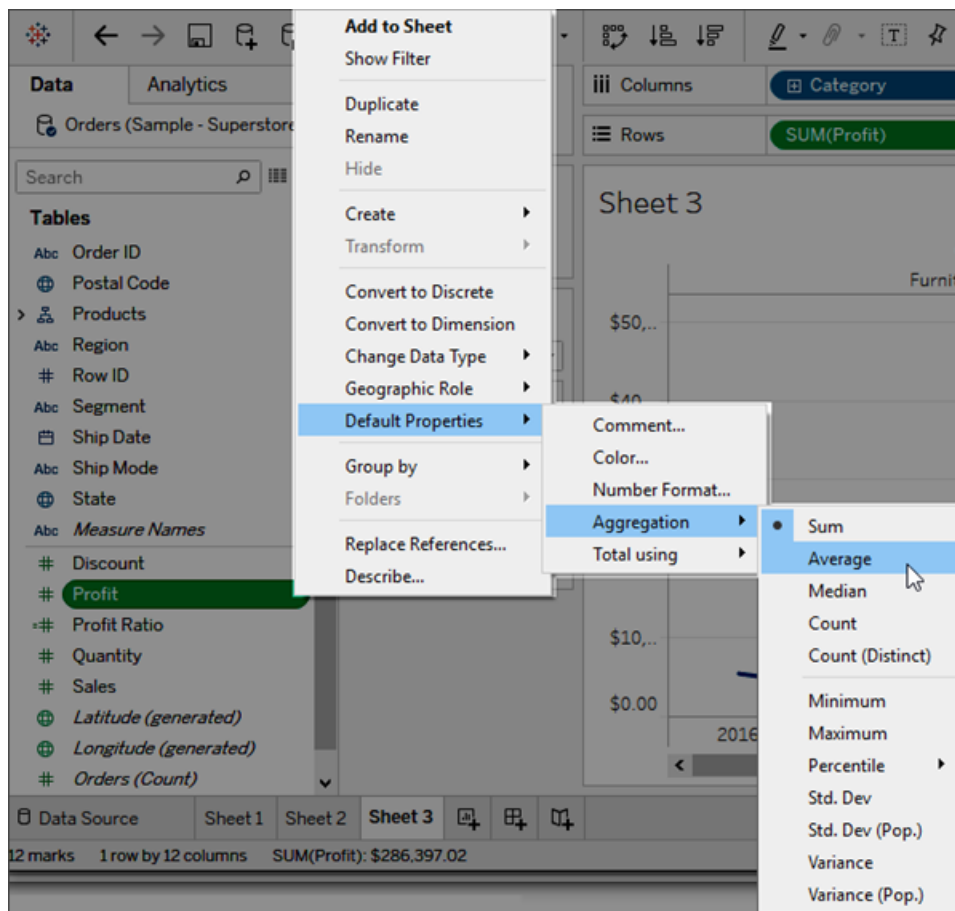 Data
Analytics
Orders (Sample - Superstore
Search
Tables
Abc Order ID
Postal Code
Products
Abc Region
# Row ID
Abc Segment
Ship Date
Abc Ship Mode
State
Abc Measure Names
# Discount
# Profit
=# Profit Ratio
# Quantity
# Sales
Latitude (generated)
Longitude (generated)
# Orders (Count)
Add to Sheet
Show Filter
Duplicate
Rename
Hide
Create
Transform
Convert to Discrete
Convert to Dimension
Change Data Type
Geographic Role
Default Properties
Group by
Folders
Replace References...
Describe...
Comment...
Color...
Number Format...
Aggregation
Total using
Sum
Average
Median
Count
Count (Distinct)
Minimum
Maximum
Percentile
Std. Dev
Std. Dev (Pop.)
Variance
Variance (Pop.)
T
Columns
Category
Rows
SUM(Profit)
Sheet 3
$50,..
$10,..
$0.00
2016
Data Source
Sheet 1
Sheet 2
Sheet 3
12 marks
1 row by 12 columns
SUM(Profit): $286,397.02